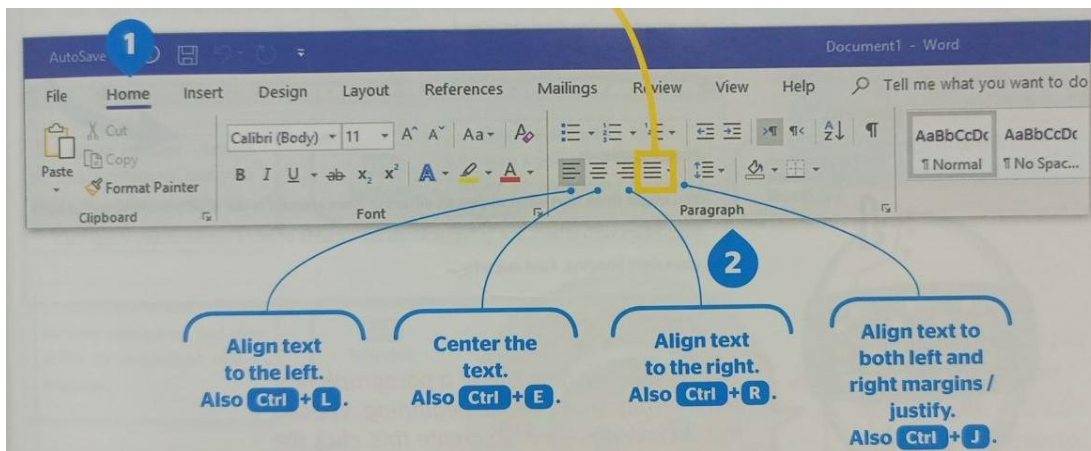 1
AutoSave
Document1 - Word
File Home Insert Design Layout References Mailings Review View Help Tell me what you want to do
Cut
Copy
Paste
Format Painter
Clipboard
Calibri (Body) 11 A^ A˅ Aa A
B I U ab x₂ x² A A
Font
Paragraph
AaBbCcDc AaBbCcDc
¶ Normal ¶ No Spac...
2
Align text
to the left.
Also Ctrl + L .
Center the
text.
Also Ctrl + E .
Align text
to the right.
Also Ctrl + R .
Align text to
both left and
right margins /
justify.
Also Ctrl + J .